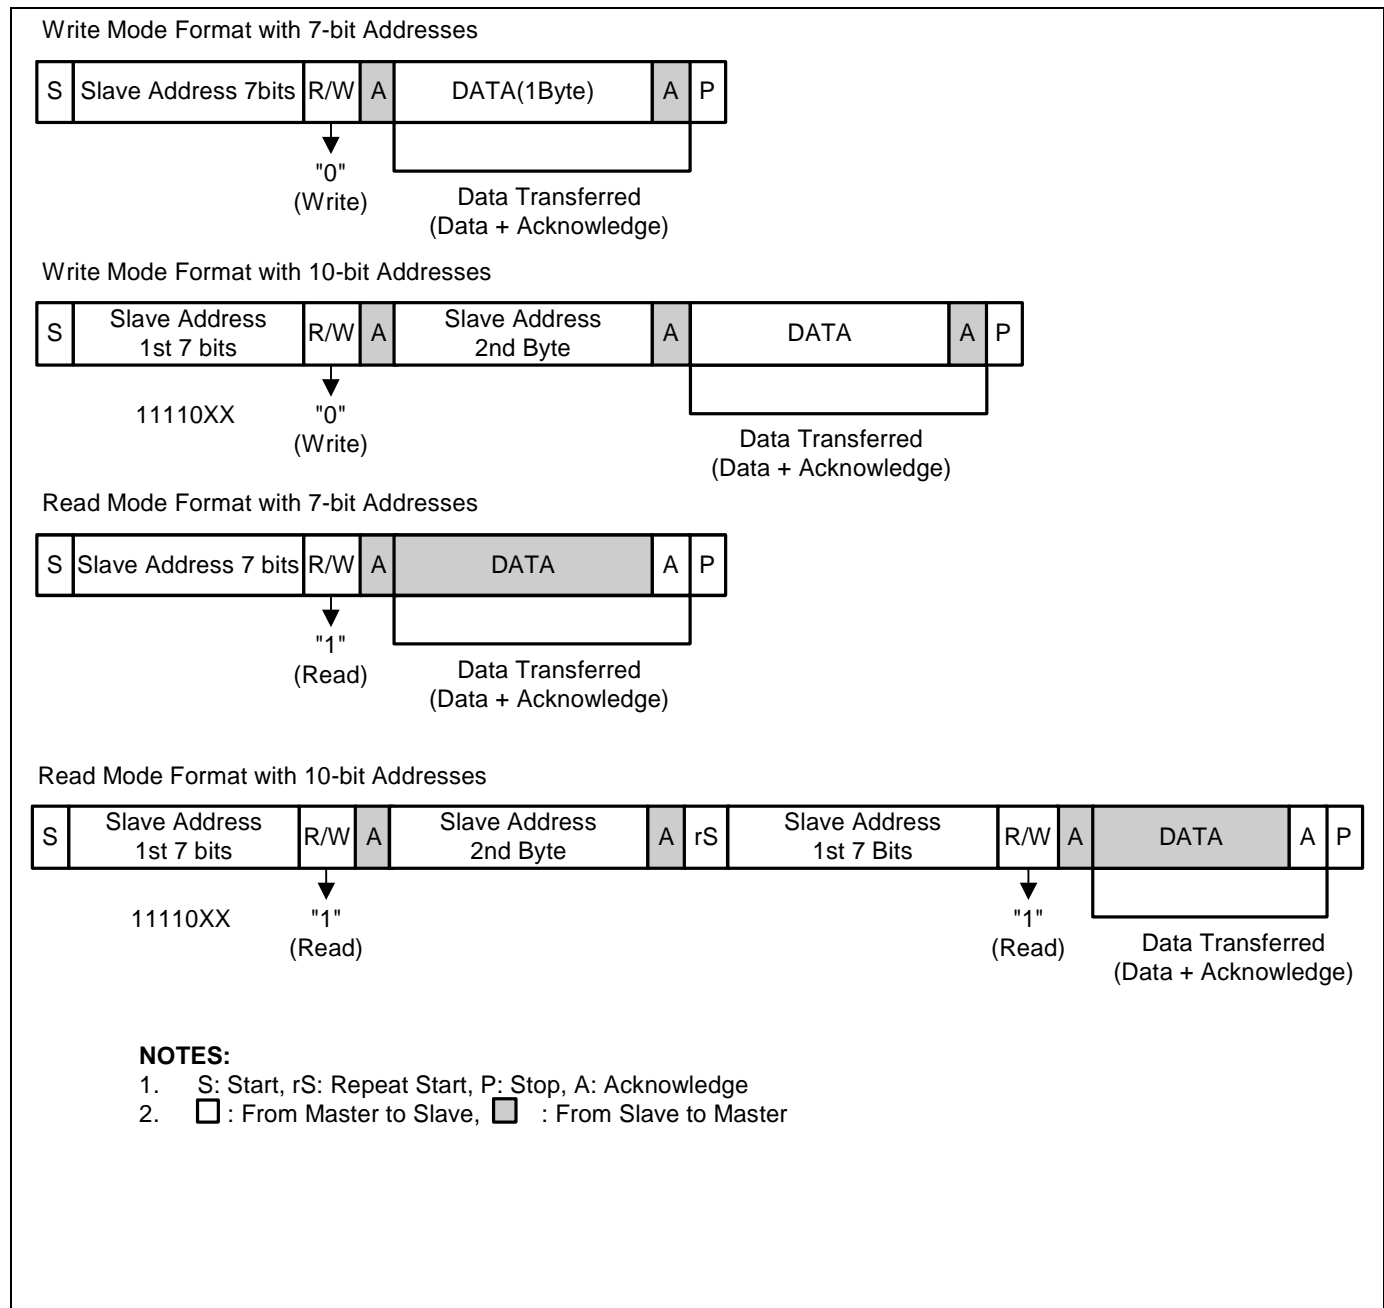 Write Mode Format with 7-bit Addresses
S Slave Address 7bits R/W A DATA(1Byte) A P
"0"
(Write)
Data Transferred
(Data + Acknowledge)
Write Mode Format with 10-bit Addresses
S Slave Address 1st 7 bits R/W A Slave Address 2nd Byte A DATA A P
11110XX "0"
(Write)
Data Transferred
(Data + Acknowledge)
Read Mode Format with 7-bit Addresses
S Slave Address 7 bits R/W A DATA A P
"1"
(Read)
Data Transferred
(Data + Acknowledge)
Read Mode Format with 10-bit Addresses
S Slave Address 1st 7 bits R/W A Slave Address 2nd Byte A rS Slave Address 1st 7 Bits R/W A DATA A P
11110XX "1" "1"
(Read) (Read)
Data Transferred
(Data + Acknowledge)
NOTES:
1. S: Start, rS: Repeat Start, P: Stop, A: Acknowledge
2. : From Master to Slave, : From Slave to Master